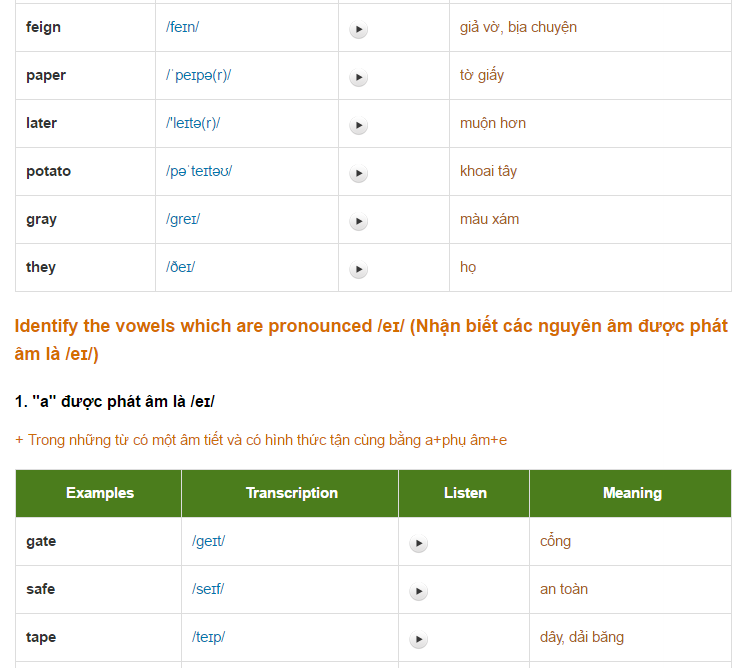 feign /feɪn/ giả vờ, bịa chuyện
paper /ˈpeɪpə(r)/ tờ giấy
later /'leɪtə(r)/ muộn hơn
potato /pəˈteɪtəʊ/ khoai tây
gray /greɪ/ màu xám
they /ðeɪ/ họ
Identify the vowels which are pronounced /eɪ/ (Nhận biết các nguyên âm được phát
âm là /eɪ/)
1. "a" được phát âm là /eɪ/
+ Trong những từ có một âm tiết và có hình thức tận cùng bằng a+phụ âm+e
Examples Transcription Listen Meaning
gate /geɪt/ cổng
safe /seɪf/ an toàn
tape /teɪp/ dây, dải băng